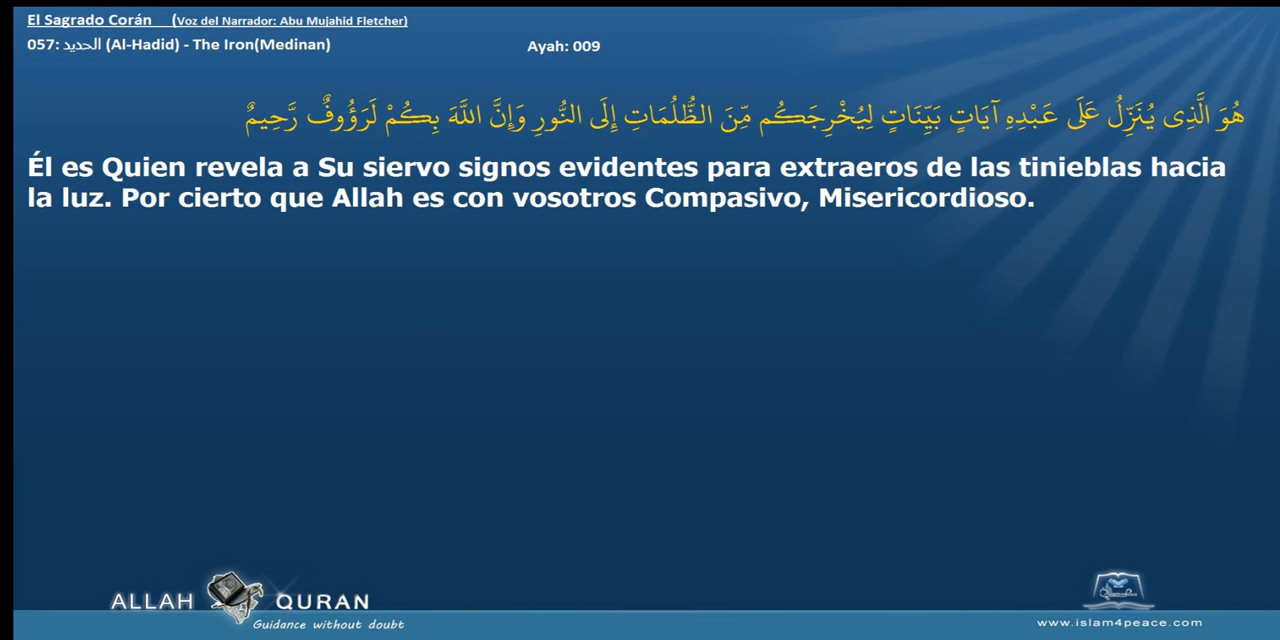 El Sagrado Corán (Voz del Narrador: Abu Mujahid Fletcher)
057: الحديد (Al-Hadid) - The Iron(Medinan) Ayah: 009
هُوَ الَّذِى يُنَزِّلُ عَلَى عَبْدِهِ آيَاتٍ بَيِّنَاتٍ لِيُخْرِجَكُم مِّنَ الظُّلُمَاتِ إِلَى النُّورِ وَإِنَّ اللَّهَ بِكُمْ لَرَؤُوفٌ رَّحِيمٌ
Él es Quien revela a Su siervo signos evidentes para extraeros de las tinieblas hacia
la luz. Por cierto que Allah es con vosotros Compasivo, Misericordioso.
ALLAH QURAN
Guidance without doubt
www.islam4peace.com